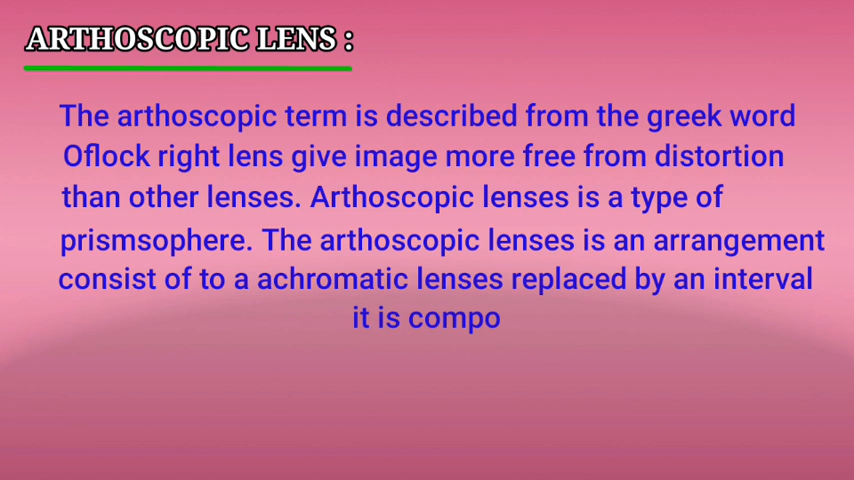 ARTHOSCOPIC LENS :
The arthoscopic term is described from the greek word
Oflock right lens give image more free from distortion
than other lenses. Arthoscopic lenses is a type of
prismsophere. The arthoscopic lenses is an arrangement
consist of to a achromatic lenses replaced by an interval
it is compo